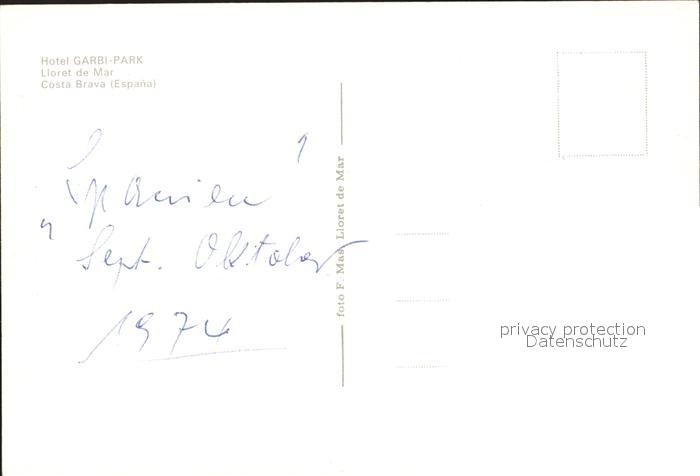 Hotel GARBI-PARK
Lloret de Mar
Costa Brava (España)
„Spanien"
Sept. Oktober
1974
foto F. Mas Lloret de Mar
privacy protection
Datenschutz